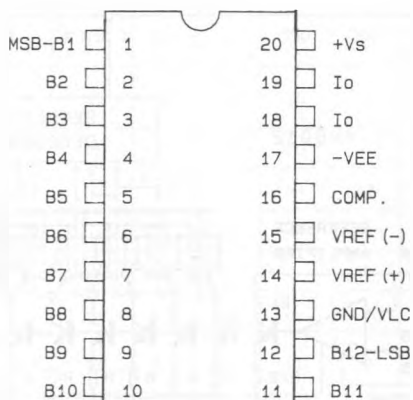 MSB-B1 1 20 +Vs
B2 2 19 Io
B3 3 18 Io
B4 4 17 -VEE
B5 5 16 COMP.
B6 6 15 VREF(-)
B7 7 14 VREF(+)
B8 8 13 GND/VLC
B9 9 12 B12-LSB
B10 10 11 B11